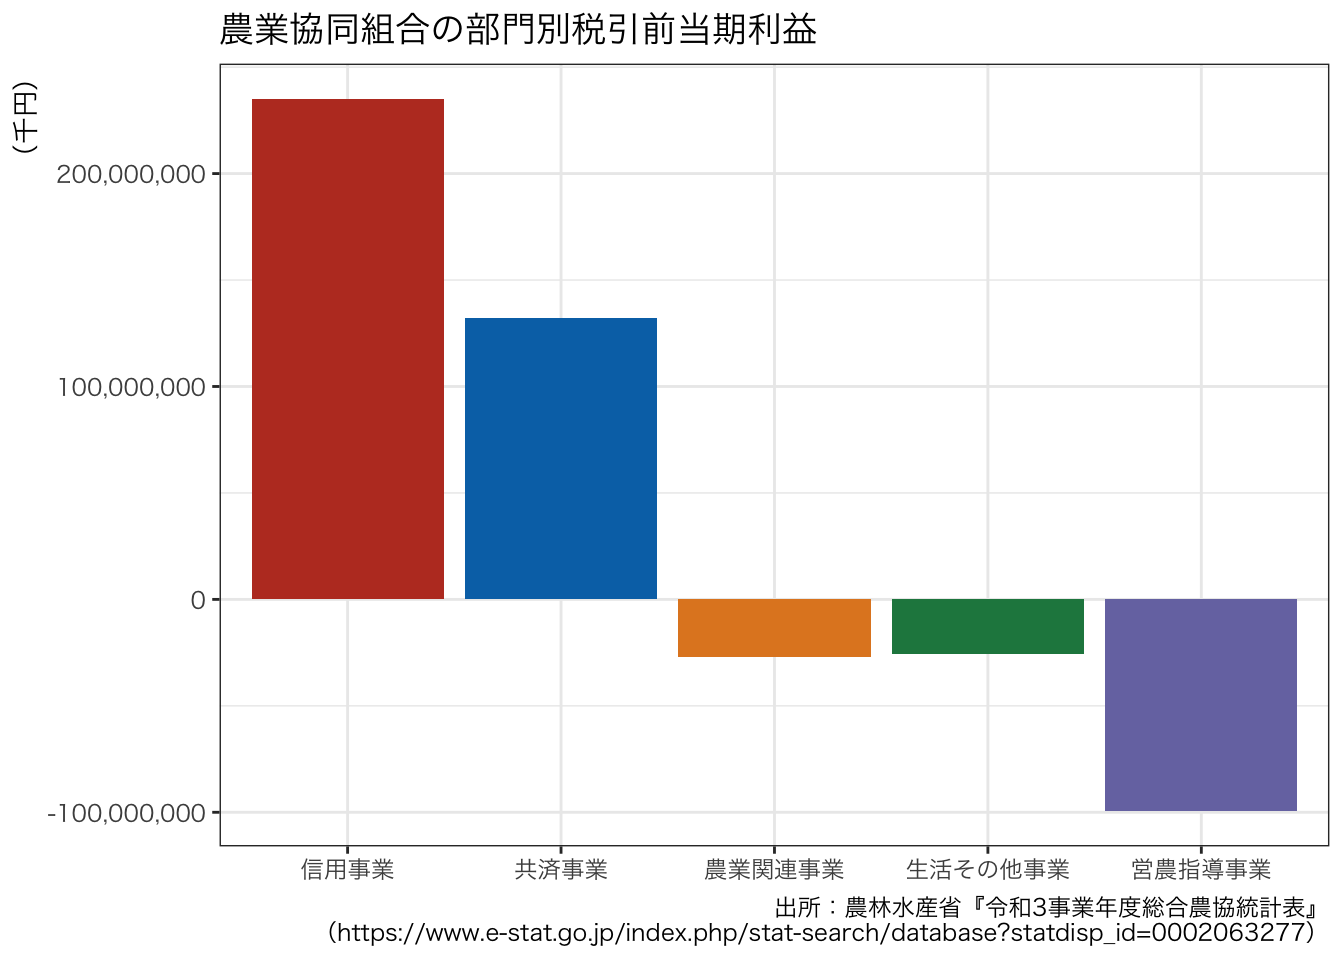 農業協同組合の部門別税引前当期利益
（千円）
200,000,000
100,000,000
0
-100,000,000
信用事業
共済事業
農業関連事業
生活その他事業
営農指導事業
出所：農林水産省『令和3事業年度総合農協統計表』
（https://www.e-stat.go.jp/index.php/stat-search/database?statdisp_id=0002063277）